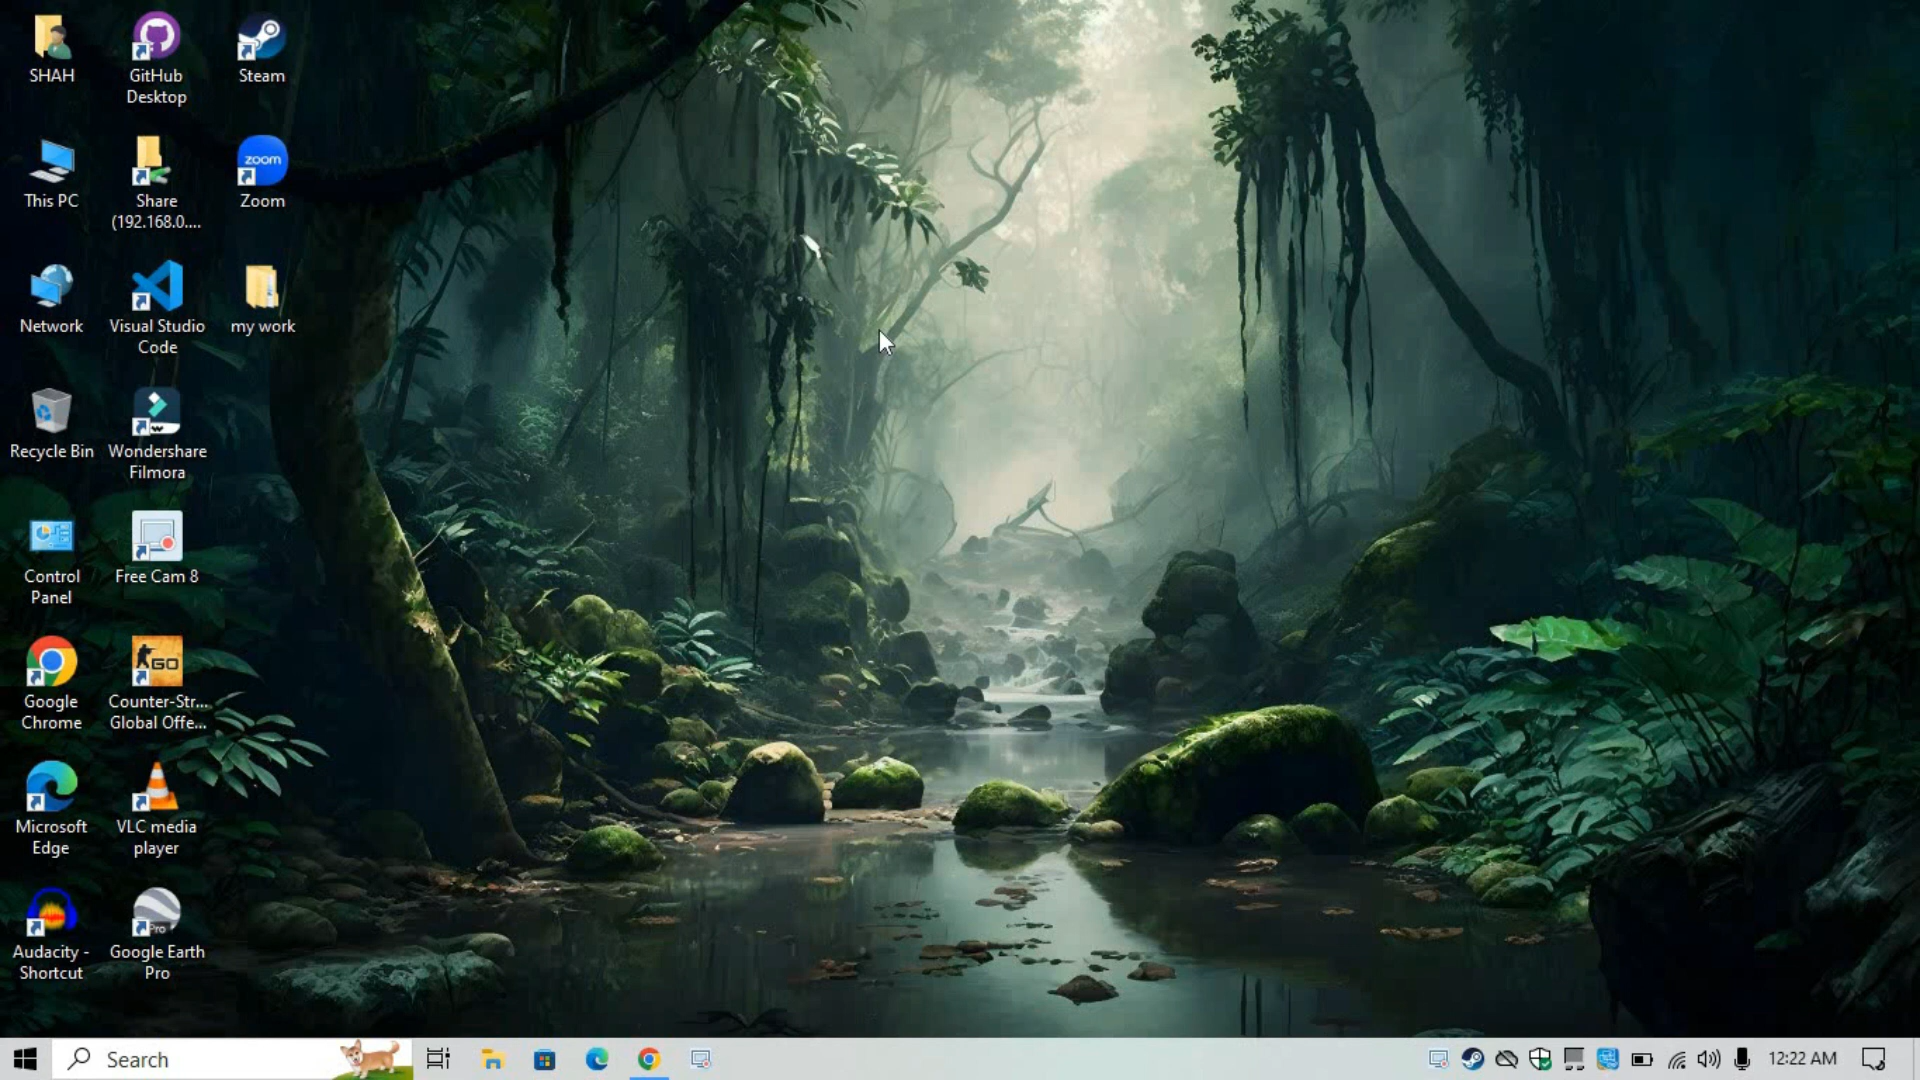 SHAH
GitHub
Desktop
Steam
This PC
Share
(192.168.0....
zoom
Zoom
Network
Visual Studio
Code
my work
Recycle Bin
Wondershare
Filmora
Control
Panel
Free Cam 8
Google
Chrome
GO
Counter-Str...
Global Offe...
Microsoft
Edge
VLC media
player
Audacity -
Shortcut
Pro
Google Earth
Pro
Search
12:22 AM